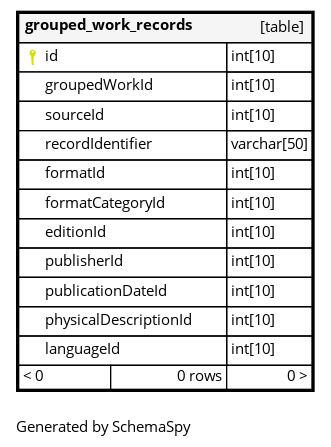 grouped_work_records [table]
id int[10]
groupedWorkId int[10]
sourceId int[10]
recordIdentifier varchar[50]
formatId int[10]
formatCategoryId int[10]
editionId int[10]
publisherId int[10]
publicationDateId int[10]
physicalDescriptionId int[10]
languageId int[10]
< 0 0 rows 0 >
Generated by SchemaSpy